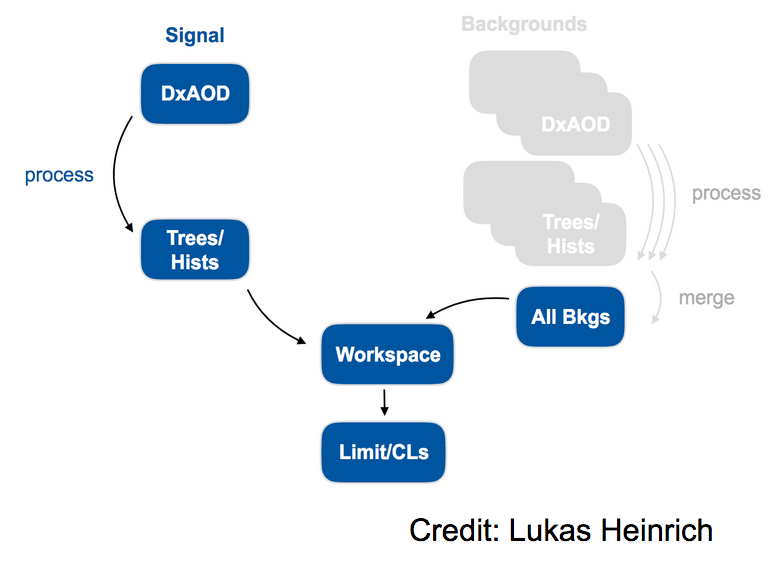 Signal
DxAOD
process
Trees/
Hists
Backgrounds
DxAOD
process
Trees/
Hists
merge
All Bkgs
Workspace
Limit/CLs
Credit: Lukas Heinrich